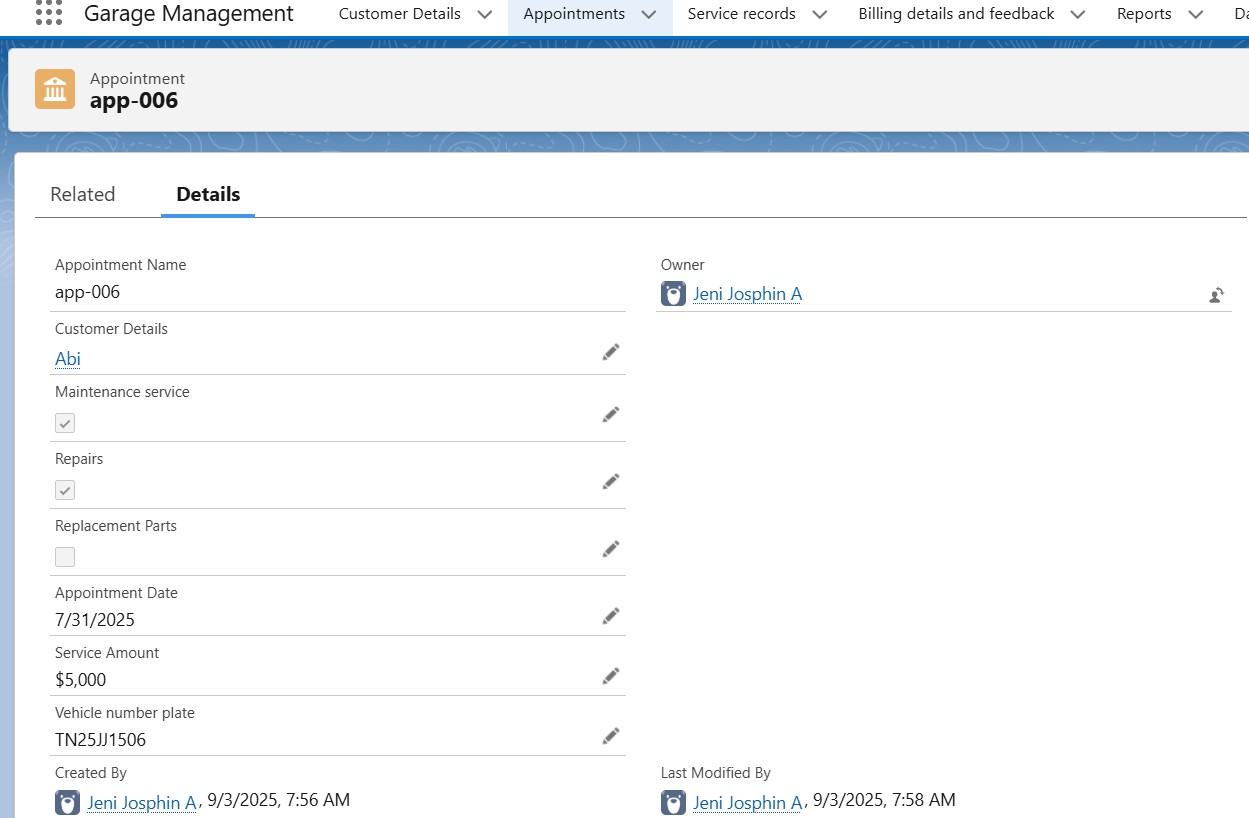 Garage Management
Customer Details
Appointments
Service records
Billing details and feedback
Reports
Appointment
app-006
Related
Details
Appointment Name
app-006
Owner
Jeni Josphin A
Customer Details
Abi
Maintenance service
Repairs
Replacement Parts
Appointment Date
7/31/2025
Service Amount
$5,000
Vehicle number plate
TN25JJ1506
Created By
Jeni Josphin A, 9/3/2025, 7:56 AM
Last Modified By
Jeni Josphin A, 9/3/2025, 7:58 AM